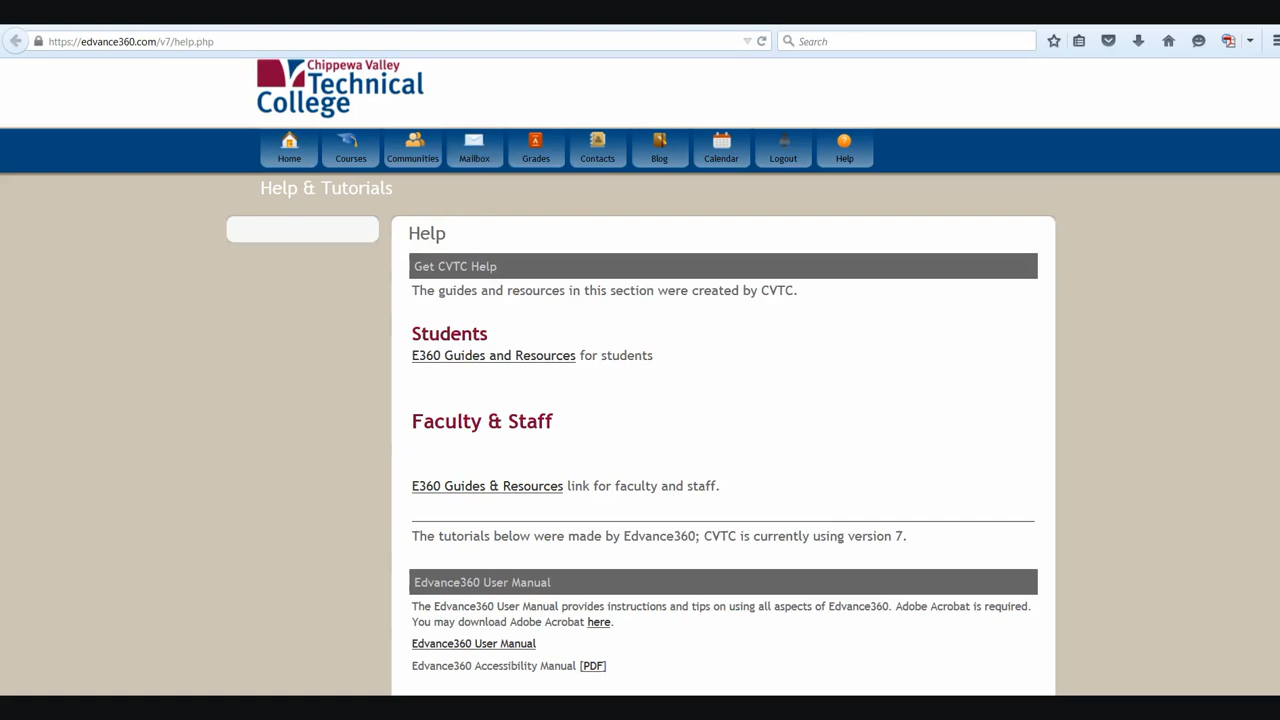 https://edvance360.com/v7/help.php
Search
Chippewa Valley
Technical
College
Home
Courses
Communities
Mailbox
Grades
Contacts
Blog
Calendar
Logout
Help
Help & Tutorials
Help
Get CVTC Help
The guides and resources in this section were created by CVTC.
Students
E360 Guides and Resources for students
Faculty & Staff
E360 Guides & Resources link for faculty and staff.
The tutorials below were made by Edvance360; CVTC is currently using version 7.
Edvance360 User Manual
The Edvance360 User Manual provides instructions and tips on using all aspects of Edvance360. Adobe Acrobat is required.
You may download Adobe Acrobat here.
Edvance360 User Manual
Edvance360 Accessibility Manual [PDF]